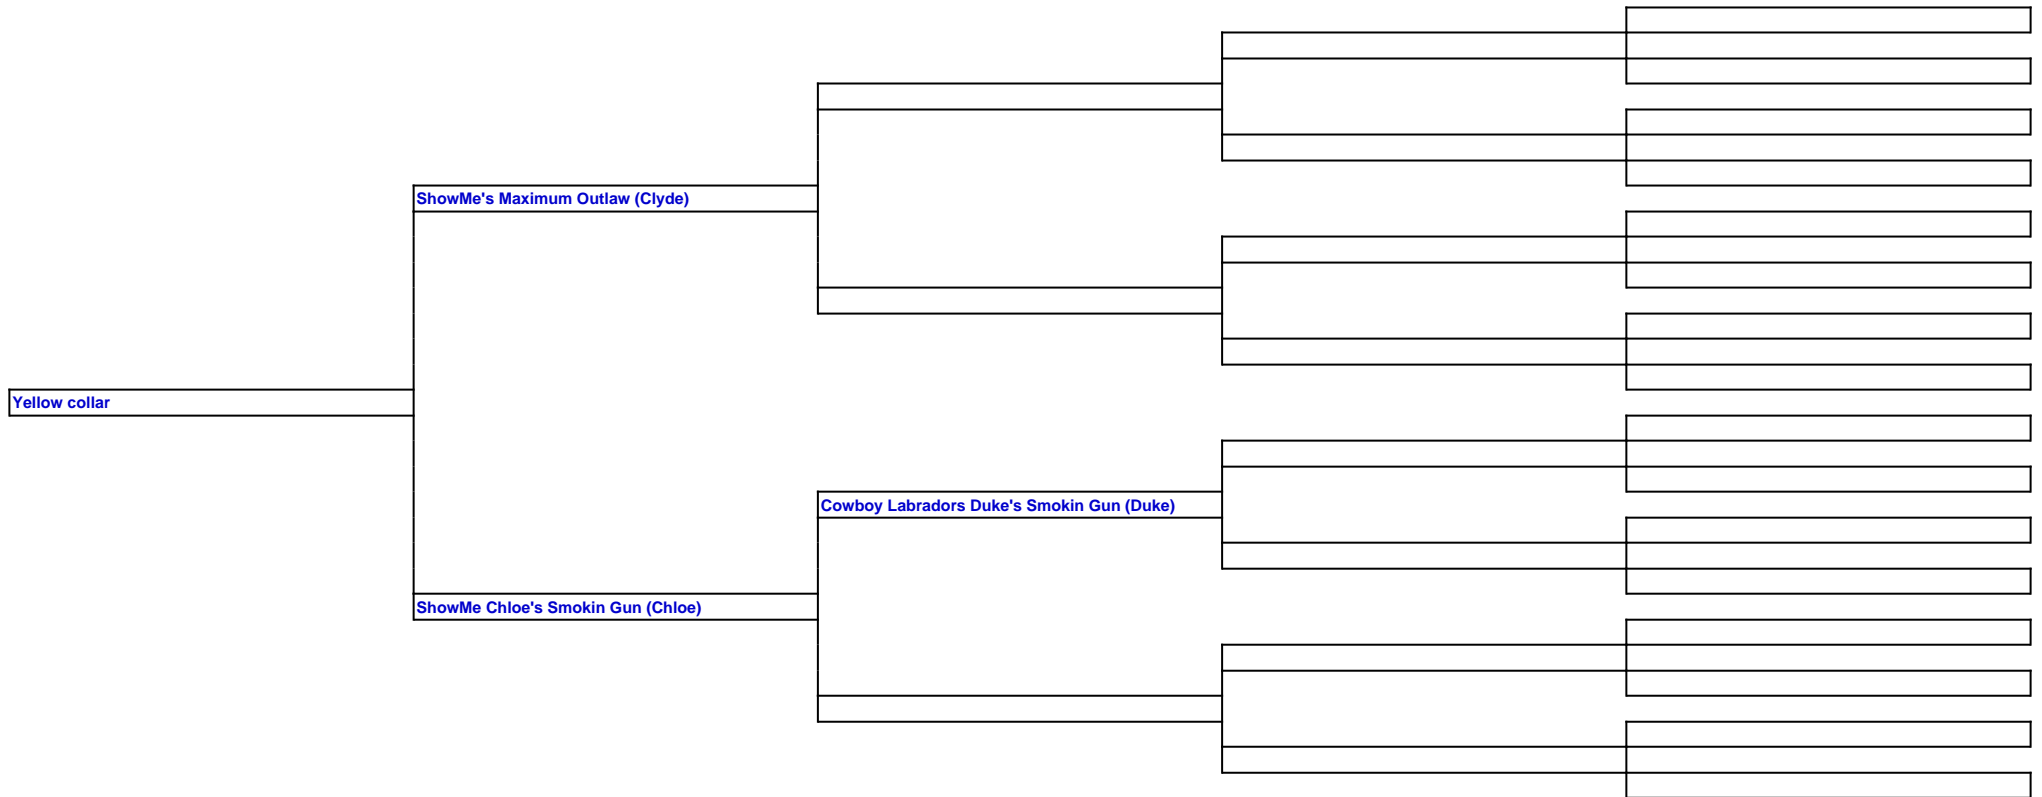 ShowMe's Maximum Outlaw (Clyde)
Yellow collar
Cowboy Labradors Duke's Smokin Gun (Duke)
ShowMe Chloe's Smokin Gun (Chloe)